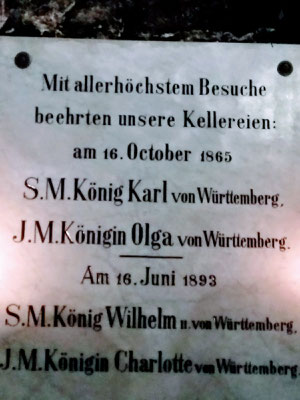 Mit allerhöchstem Besuche
beehrten unsere Kellereien:
am 16. October 1865
S.M.König Karl von Württemberg,
J.M.Königin Olga von Württemberg.
Am 16. Juni 1893
S.M.König Wilhelm II. von Württemberg,
J.M.Königin Charlotte von Württemberg.